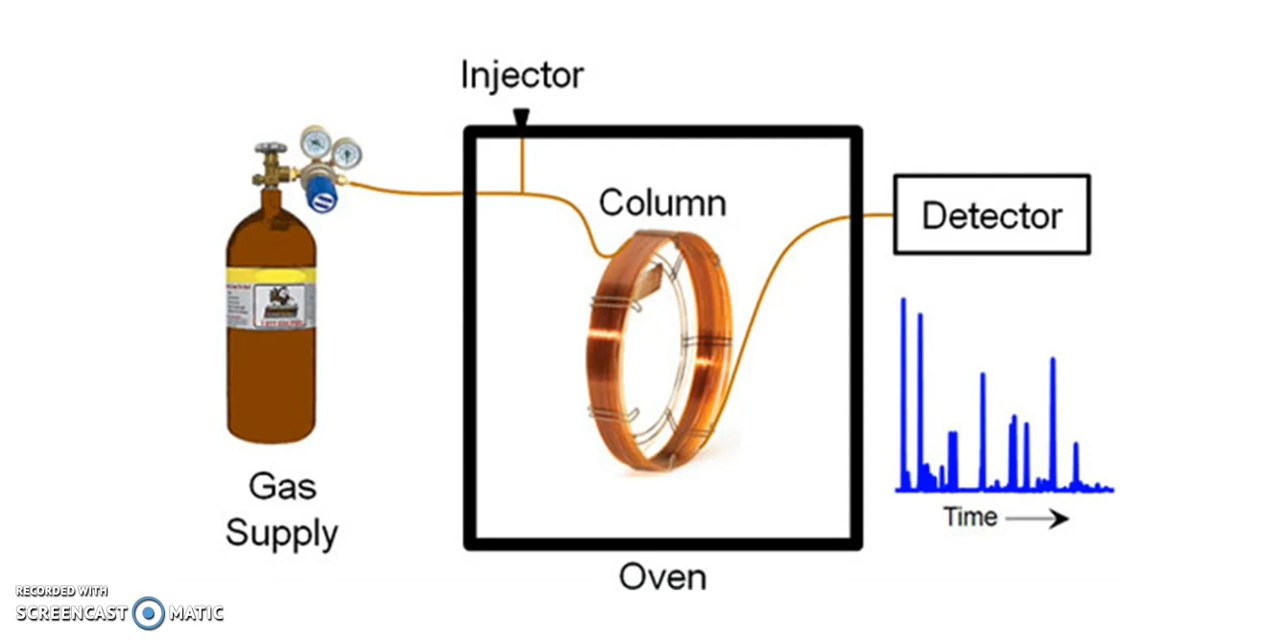 Injector
Column
Detector
Gas
Supply
Time
Oven
RECORDED WITH
SCREENCAST MATIC